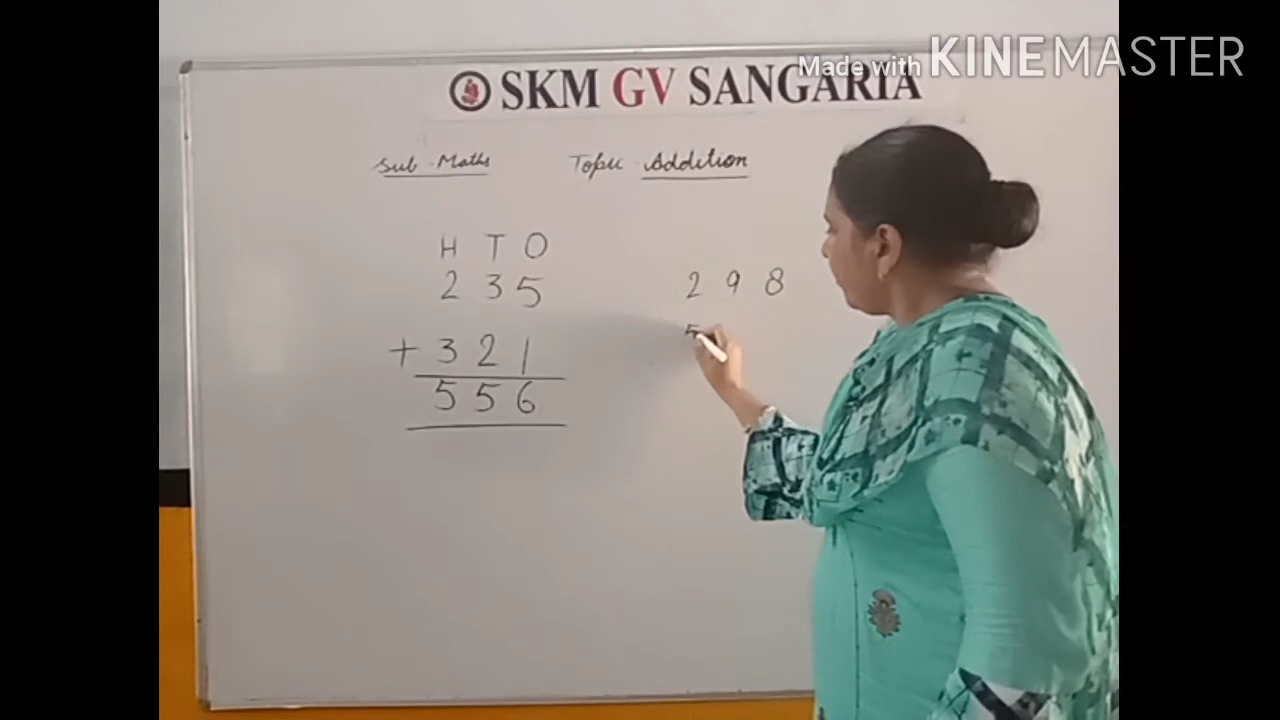 Made with KINEMASTER
SKM GV SANGARIA
Sub - Maths Topic Addition
H T O
2 3 5
+ 3 2 1
5 5 6
2 9 8
5